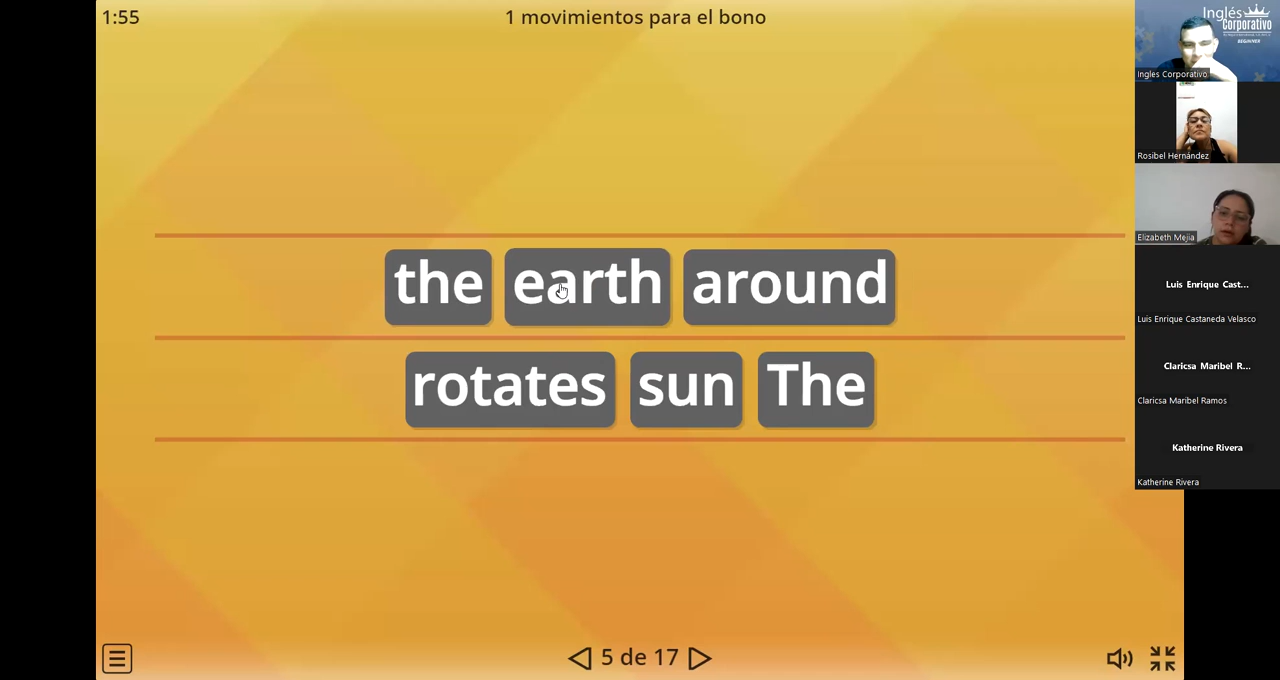 1:55
1 movimientos para el bono
the earth around
rotates sun The
5 de 17
Inglés
Corporativo
BEGINNER
Ingles Corporativo
Rosibel Hernández
Elizabeth Mejia
Luis Enrique Cast...
Luis Enrique Castaneda Velasco
Claricsa Maribel R...
Claricsa Maribel Ramos
Katherine Rivera
Katherine Rivera